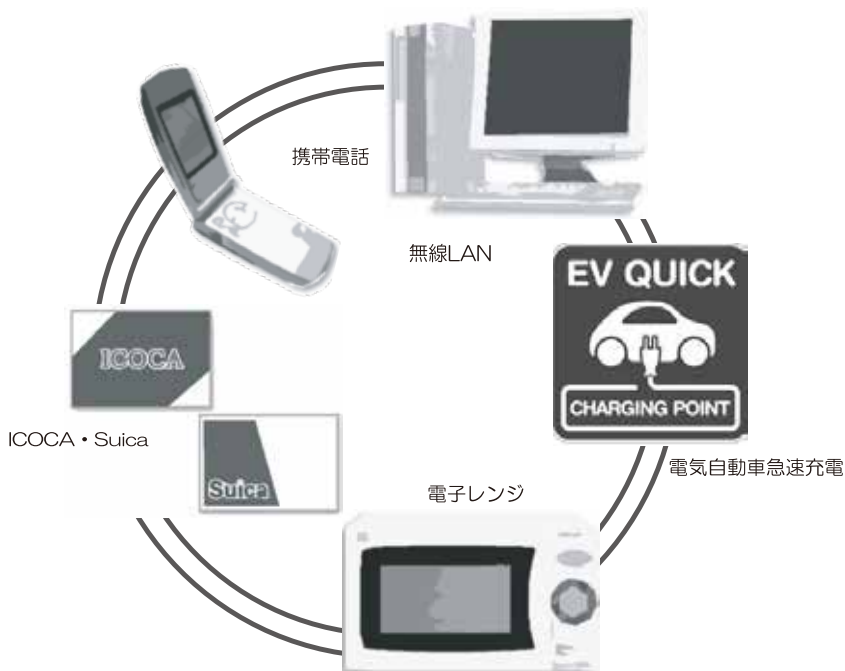 携帯電話
無線LAN
EV QUICK
CHARGING POINT
電気自動車急速充電
ICOCA
ICOCA・Suica
Suica
電子レンジ